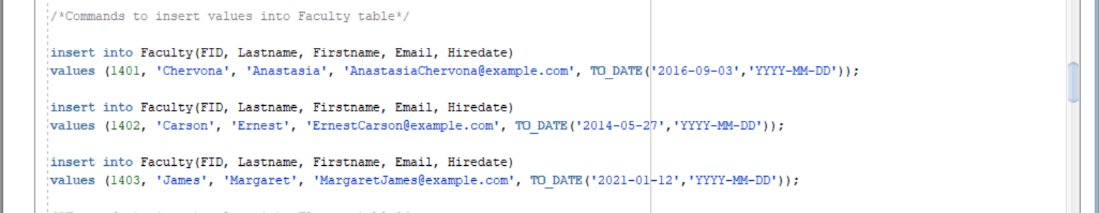 /*Commands to insert values into Faculty table*/
insert into Faculty(FID, Lastname, Firstname, Email, Hiredate)
values (1401, 'Chervona', 'Anastasia', 'AnastasiaChervona@example.com', TO_DATE('2016-09-03','YYYY-MM-DD'));
insert into Faculty(FID, Lastname, Firstname, Email, Hiredate)
values (1402, 'Carson', 'Ernest', 'ErnestCarson@example.com', TO_DATE('2014-05-27','YYYY-MM-DD'));
insert into Faculty(FID, Lastname, Firstname, Email, Hiredate)
values (1403, 'James', 'Margaret', 'MargaretJames@example.com', TO_DATE('2021-01-12','YYYY-MM-DD'));